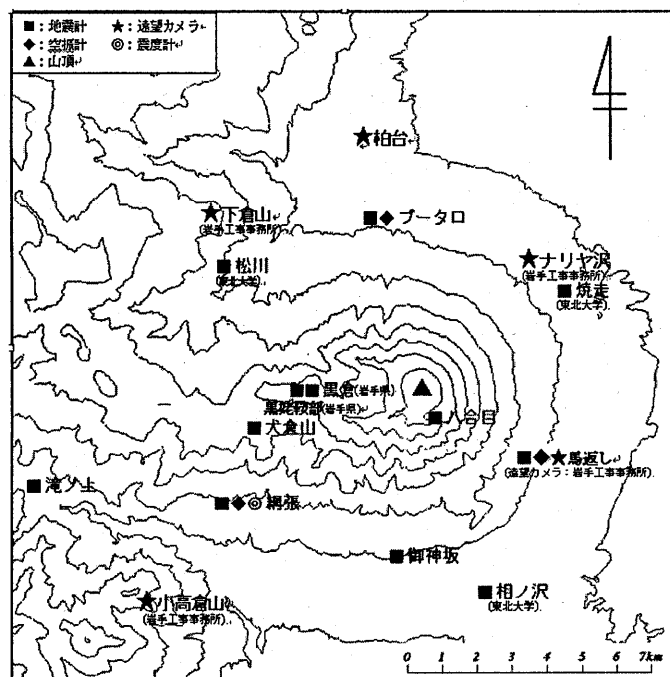 ■：地震計 ★：遠望カメラ
◆：空振計 ◎：震度計
▲：山頂
★柏台
★下倉山
(岩手工事事務所)
■◆ブータロ
■松川
(東北大学)
★ナリヤ沢
(岩手工事事務所)
■焼走
(東北大学)
■■黒倉(岩手県)
(岩手県)
▲
■犬倉山
■八合目
■◆★馬返し
(遠望カメラ：岩手工事事務所)
■滝ノ上
■◆◎網張
■御神坂
■相ノ沢
(東北大学)
★小高倉山
(岩手工事事務所)
0 1 2 3 4 5 6 7km